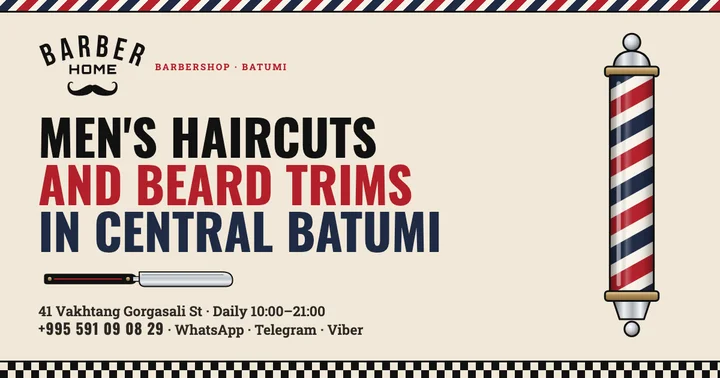 BARBER
HOME
BARBERSHOP · BATUMI
MEN'S HAIRCUTS
AND BEARD TRIMS
IN CENTRAL BATUMI
41 Vakhtang Gorgasali St · Daily 10:00–21:00
+995 591 09 08 29 · WhatsApp · Telegram · Viber